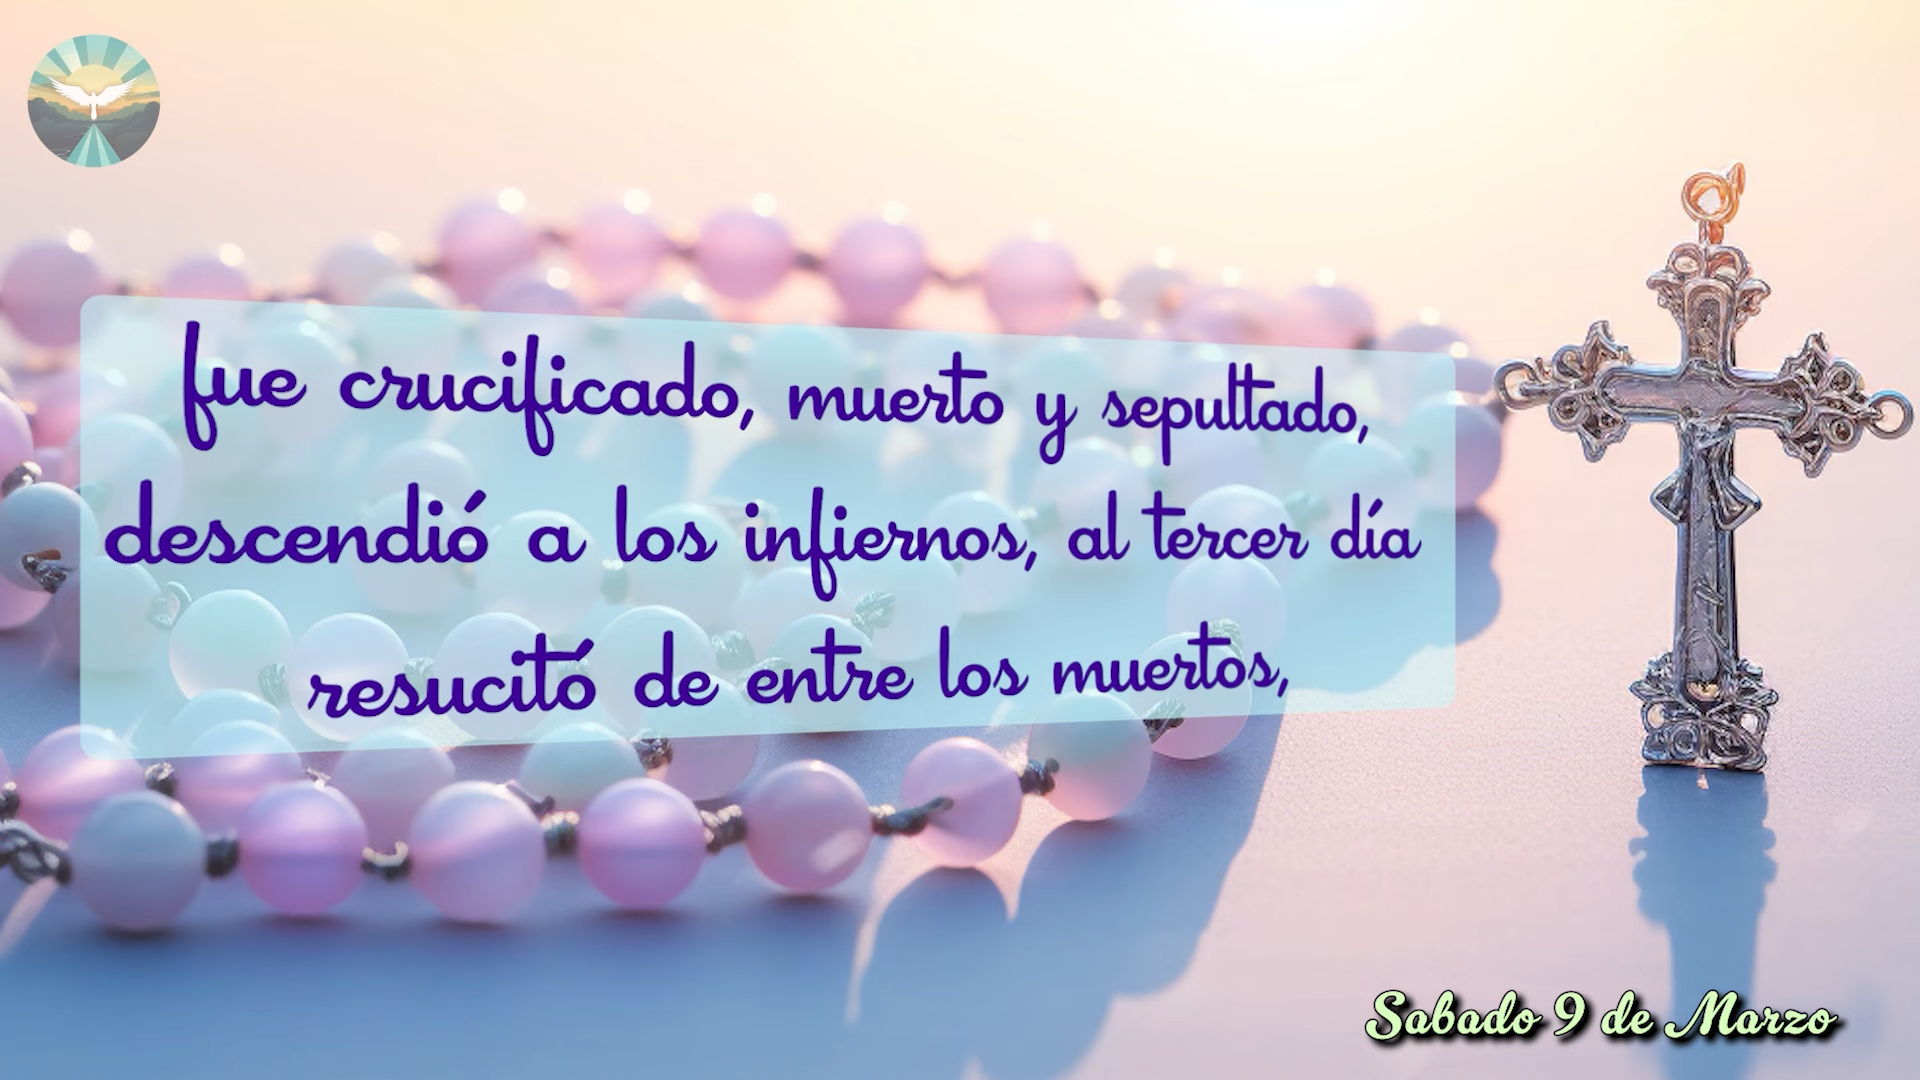 fue crucificado, muerto y sepultado,
descendió a los infiernos, al tercer día
resucitó de entre los muertos,
Sabado 9 de Marzo